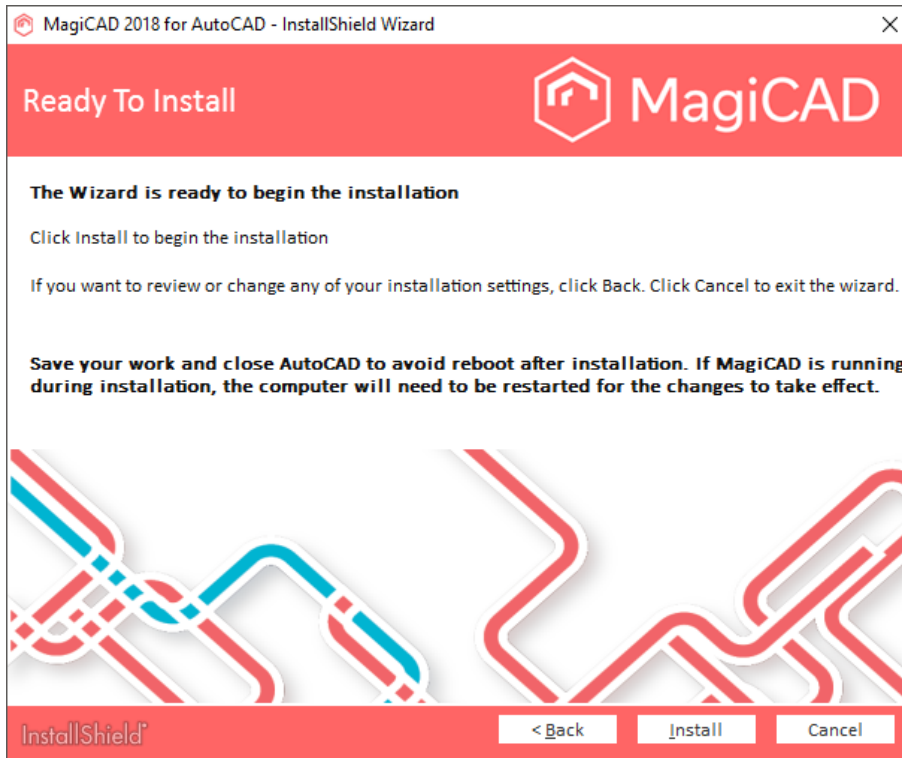 MagiCAD 2018 for AutoCAD - InstallShield Wizard
Ready To Install
MagiCAD
The Wizard is ready to begin the installation
Click Install to begin the installation
If you want to review or change any of your installation settings, click Back. Click Cancel to exit the wizard.
Save your work and close AutoCAD to avoid reboot after installation. If MagiCAD is running
during installation, the computer will need to be restarted for the changes to take effect.
InstallShield
< Back
Install
Cancel